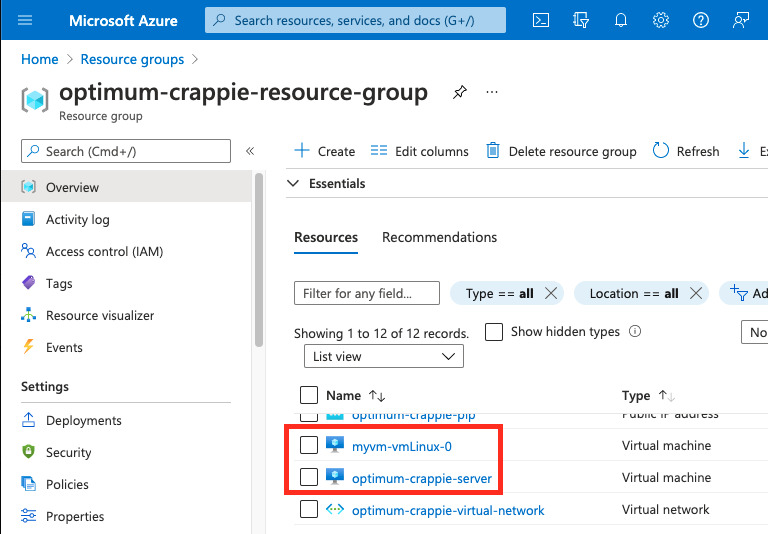 Microsoft Azure
Search resources, services, and docs (G+/)
Home > Resource groups >
optimum-crappie-resource-group
...
Resource group
Search (Cmd+/)
«
Overview
Activity log
Access control (IAM)
Tags
Resource visualizer
Events
Settings
Deployments
Security
Policies
Properties
+ Create
Edit columns
Delete resource group
Refresh
E
Essentials
Resources
Recommendations
Filter for any field...
Type == all
Location == all
Ad
Showing 1 to 12 of 12 records.
Show hidden types
No
List view
Name ↑↓
Type ↑↓
optimum-crappie-pip
Public IP address
myvm-vmLinux-0
Virtual machine
optimum-crappie-server
Virtual machine
optimum-crappie-virtual-network
Virtual network